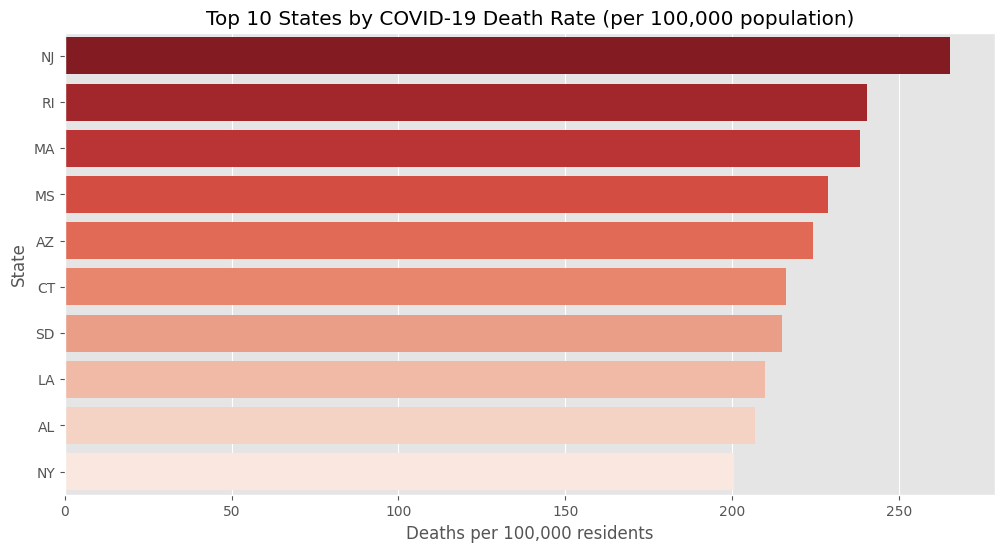 Top 10 States by COVID-19 Death Rate (per 100,000 population)
State
NJ
RI
MA
MS
AZ
CT
SD
LA
AL
NY
0 50 100 150 200 250
Deaths per 100,000 residents